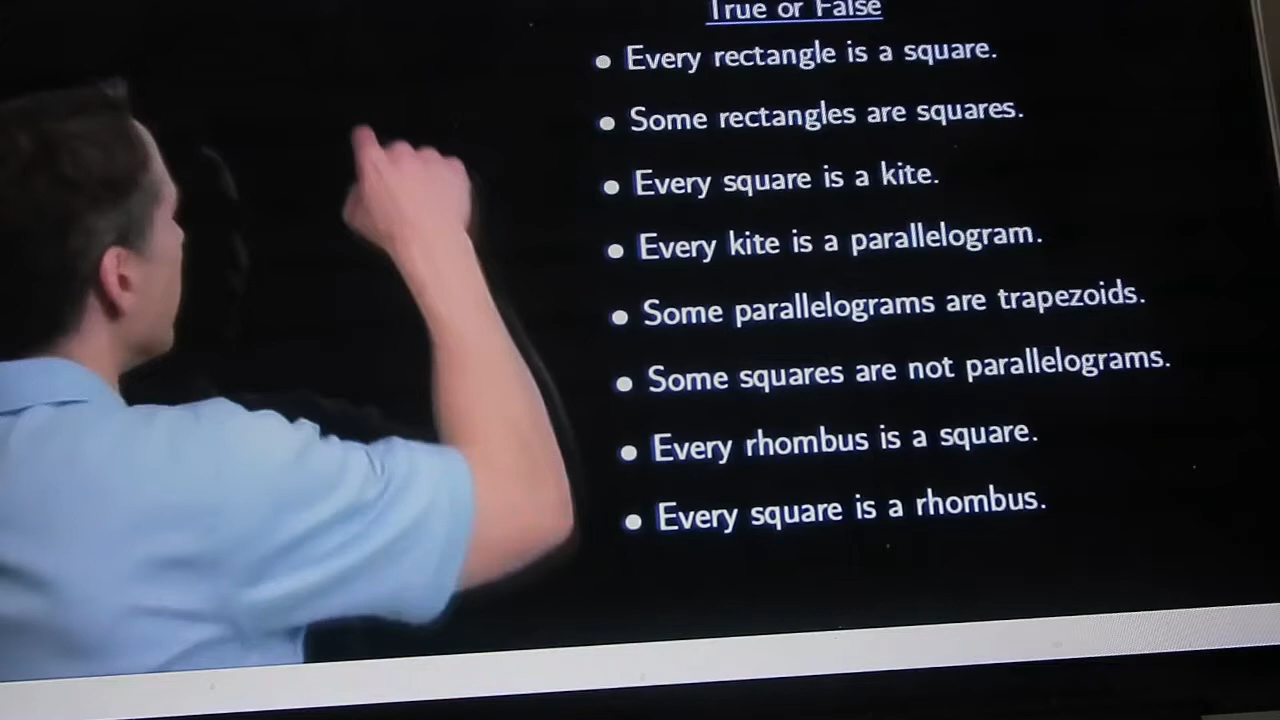 True or False
• Every rectangle is a square.
• Some rectangles are squares.
• Every square is a kite.
• Every kite is a parallelogram.
• Some parallelograms are trapezoids.
• Some squares are not parallelograms.
• Every rhombus is a square.
• Every square is a rhombus.